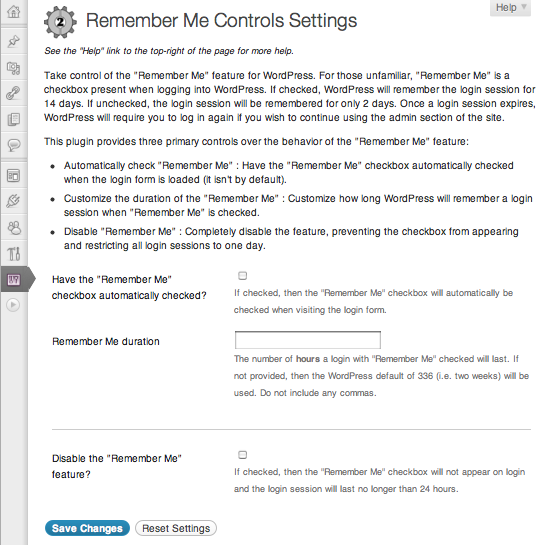 Help
2
Remember Me Controls Settings
See the "Help" link to the top-right of the page for more help.
Take control of the "Remember Me" feature for WordPress. For those unfamiliar, "Remember Me" is a
checkbox present when logging into WordPress. If checked, WordPress will remember the login session for
14 days. If unchecked, the login session will be remembered for only 2 days. Once a login session expires,
WordPress will require you to log in again if you wish to continue using the admin section of the site.
This plugin provides three primary controls over the behavior of the "Remember Me" feature:
• Automatically check "Remember Me" : Have the "Remember Me" checkbox automatically checked
when the login form is loaded (it isn't by default).
• Customize the duration of the "Remember Me" : Customize how long WordPress will remember a login
session when "Remember Me" is checked.
• Disable "Remember Me" : Completely disable the feature, preventing the checkbox from appearing
and restricting all login sessions to one day.
Have the "Remember Me"
checkbox automatically checked?
If checked, then the "Remember Me" checkbox will automatically be
checked when visiting the login form.
Remember Me duration
The number of hours a login with "Remember Me" checked will last. If
not provided, then the WordPress default of 336 (i.e. two weeks) will be
used. Do not include any commas.
Disable the "Remember Me"
feature?
If checked, then the "Remember Me" checkbox will not appear on login
and the login session will last no longer than 24 hours.
Save Changes
Reset Settings